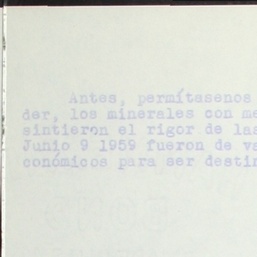 Antes, permítasenos
der, los minerales con me
sintieron el rigor de las
Junio 9 1959 fueron de va
conómicos para ser destin